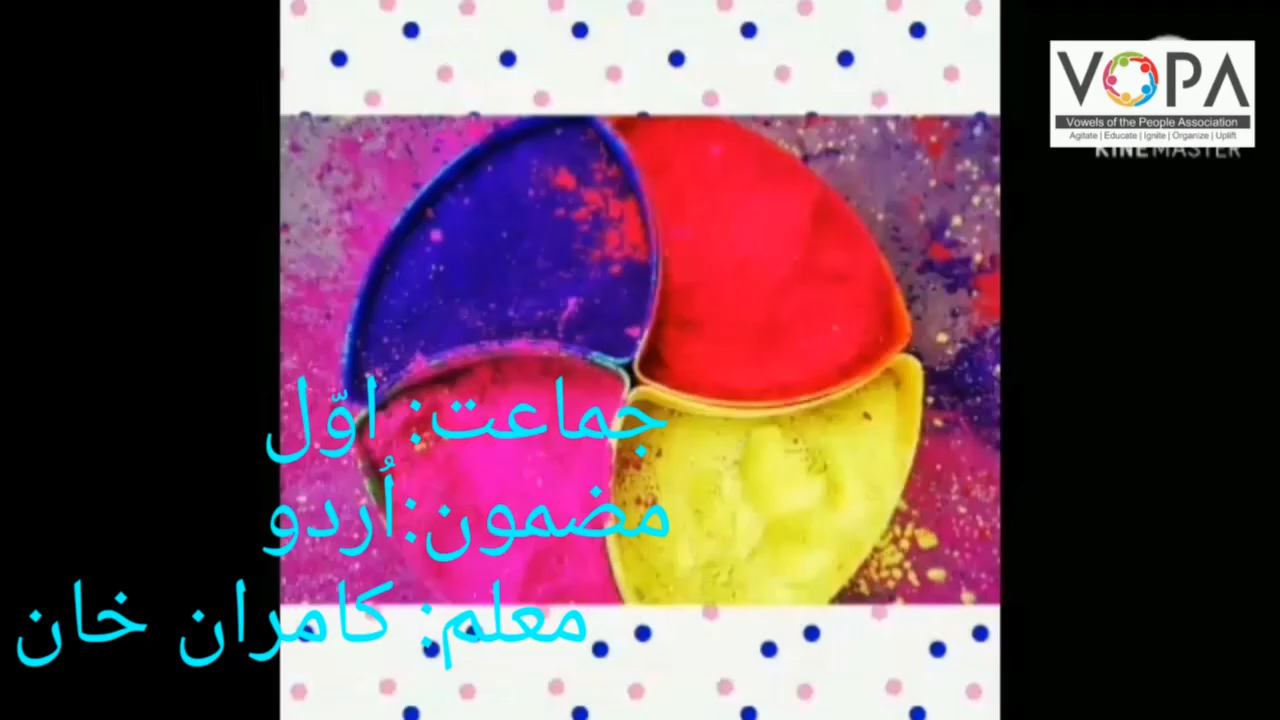 VOPA
Vowels of the People Association
Agitate | Educate | Ignite | Organize | Uplift
KINEMASTER
جماعت: اوّل
مضمون:اُردو
معلم: کامران خان